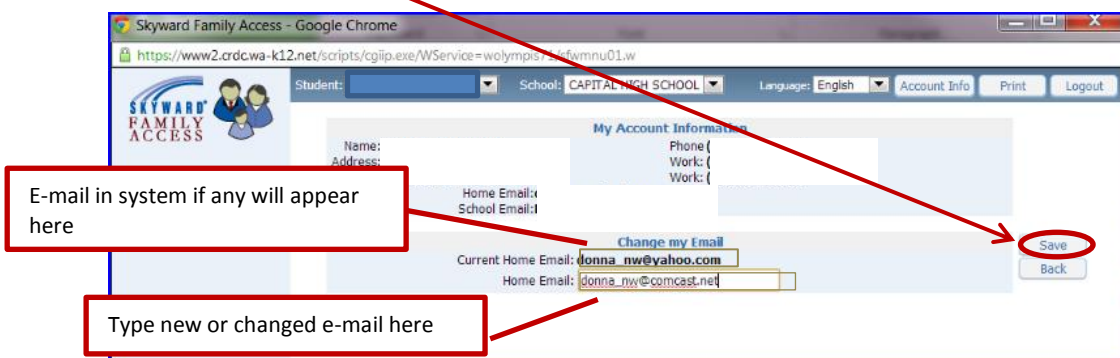 Skyward Family Access - Google Chrome
https://www2.crdc.wa-k12.net/scripts/cgiip.exe/WService=wolympis71/sfwmnu01.w
SKYWARD
FAMILY
ACCESS
Student: School: CAPITAL HIGH SCHOOL Language: English Account Info Print Logout
My Account Information
Name: Phone (
Address: Work: (
Work: (
Home Email:
School Email:
E-mail in system if any will appear
here
Change my Email
Save
Current Home Email: donna_nw@yahoo.com
Back
Home Email: donna_nw@comcast.net
Type new or changed e-mail here